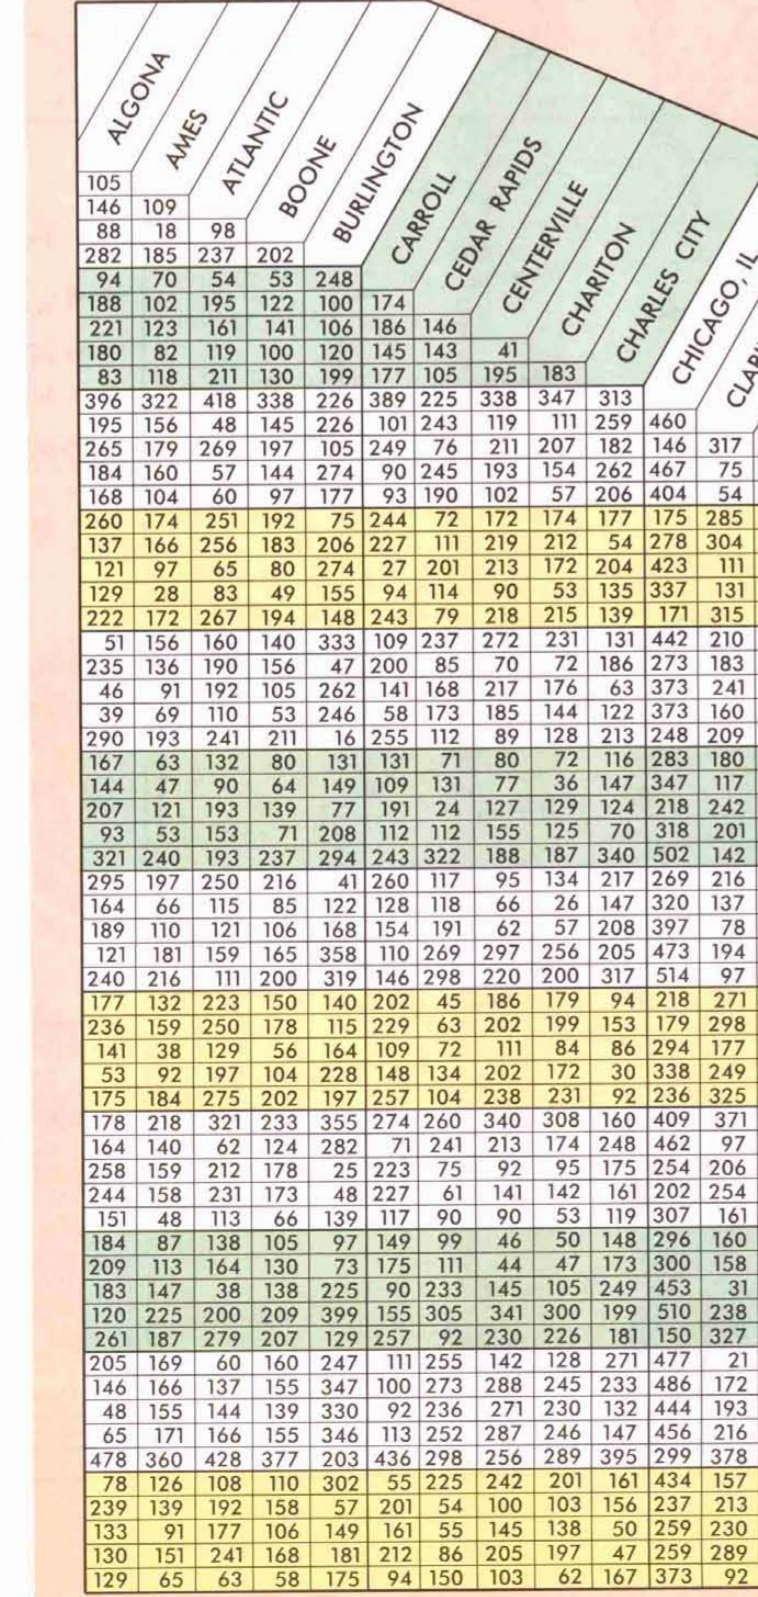 ALGONA
AMES
ATLANTIC
BOONE
BURLINGTON
CARROLL
CEDAR RAPIDS
CENTERVILLE
CHARITON
CHARLES CITY
CHICAGO, IL
105
146 109
88 18 98
282 185 237 202
94 70 54 53 248
188 102 195 122 100 174
221 123 161 141 106 186 146
180 82 119 100 120 145 143 41
83 118 211 130 199 177 105 195 183
396 322 418 338 226 389 225 338 347 313
195 156 48 145 226 101 243 119 111 259 460
265 179 269 197 105 249 76 211 207 182 146 317
184 160 57 144 274 90 245 193 154 262 467 75
168 104 60 97 177 93 190 102 57 206 404 54
260 174 251 192 75 244 72 172 174 177 175 285
137 166 256 183 206 227 111 219 212 54 278 304
121 97 65 80 274 27 201 213 172 204 423 111
129 28 83 49 155 94 114 90 53 135 337 131
222 172 267 194 148 243 79 218 215 139 171 315
51 156 160 140 333 109 237 272 231 131 442 210
235 136 190 156 47 200 85 70 72 186 273 183
46 91 192 105 262 141 168 217 176 63 373 241
39 69 110 53 246 58 173 185 144 122 373 160
290 193 241 211 16 255 112 89 128 213 248 209
167 63 132 80 131 131 71 80 72 116 283 180
144 47 90 64 149 109 131 77 36 147 347 117
207 121 193 139 77 191 24 127 129 124 218 242
93 53 153 71 208 112 112 155 125 70 318 201
321 240 193 237 294 243 322 188 187 340 502 142
295 197 250 216 41 260 117 95 134 217 269 216
164 66 115 85 122 128 118 66 26 147 320 137
189 110 121 106 168 154 191 62 57 208 397 78
121 181 159 165 358 110 269 297 256 205 473 194
240 216 111 200 319 146 298 220 200 317 514 97
177 132 223 150 140 202 45 186 179 94 218 271
236 159 250 178 115 229 63 202 199 153 179 298
141 38 129 56 164 109 72 111 84 86 294 177
53 92 197 104 228 148 134 202 172 30 338 249
175 184 275 202 197 257 104 238 231 92 236 325
178 218 321 233 355 274 260 340 308 160 409 371
164 140 62 124 282 71 241 213 174 248 462 97
258 159 212 178 25 223 75 92 95 175 254 206
244 158 231 173 48 227 61 141 142 161 202 254
151 48 113 66 139 117 90 90 53 119 307 161
184 87 138 105 97 149 99 46 50 148 296 160
209 113 164 130 73 175 111 44 47 173 300 158
183 147 38 138 225 90 233 145 105 249 453 31
120 225 200 209 399 155 305 341 300 199 510 238
261 187 279 207 129 257 92 230 226 181 150 327
205 169 60 160 247 111 255 142 128 271 477 21
146 166 137 155 347 100 273 288 245 233 486 172
48 155 144 139 330 92 236 271 230 132 444 193
65 171 166 155 346 113 252 287 246 147 456 216
478 360 428 377 203 436 298 256 289 395 299 378
78 126 108 110 302 55 225 242 201 161 434 157
239 139 192 158 57 201 54 100 103 156 237 213
133 91 177 106 149 161 55 145 138 50 259 230
130 151 241 168 181 212 86 205 197 47 259 289
129 65 63 58 175 94 150 103 62 167 373 92